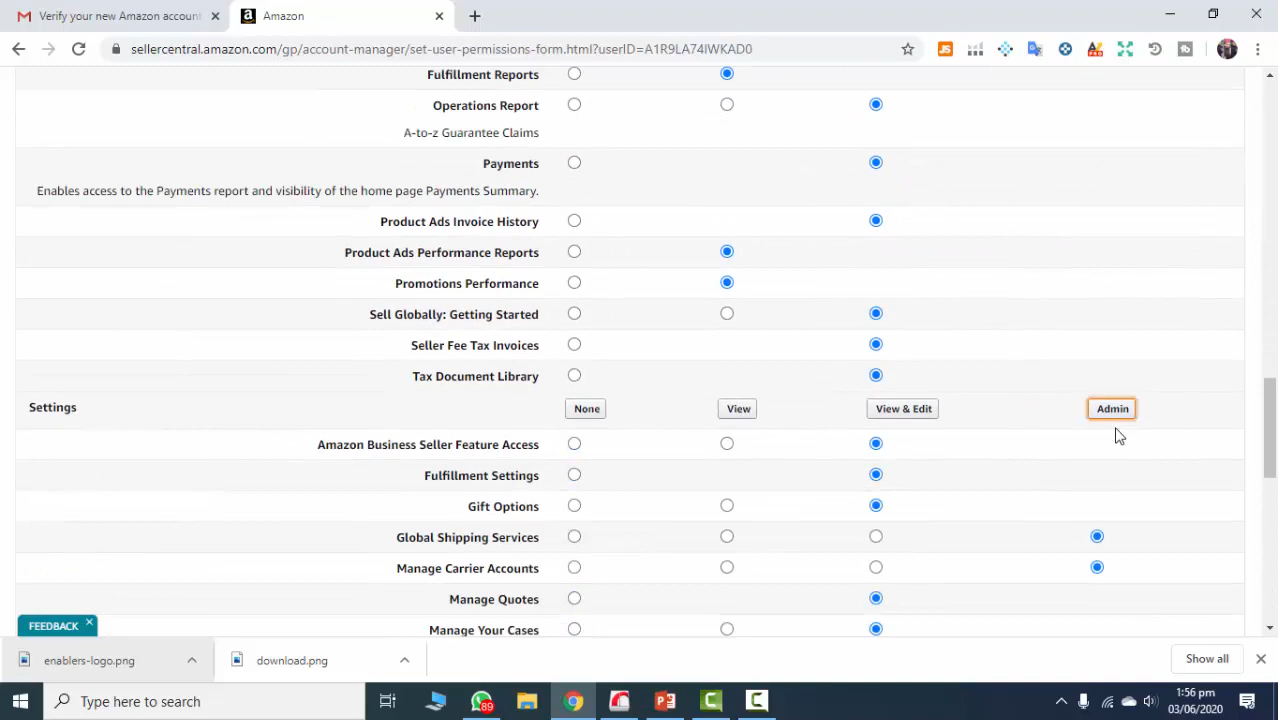 Verify your new Amazon account
Amazon
sellercentral.amazon.com/gp/account-manager/set-user-permissions-form.html?userID=A1R9LA74IWKAD0
Fulfillment Reports
Operations Report
A-to-z Guarantee Claims
Payments
Enables access to the Payments report and visibility of the home page Payments Summary.
Product Ads Invoice History
Product Ads Performance Reports
Promotions Performance
Sell Globally: Getting Started
Seller Fee Tax Invoices
Tax Document Library
Settings None View View & Edit Admin
Amazon Business Seller Feature Access
Fulfillment Settings
Gift Options
Global Shipping Services
Manage Carrier Accounts
Manage Quotes
FEEDBACK
Manage Your Cases
enablers-logo.png download.png Show all
Type here to search 89 1:56 pm
03/06/2020